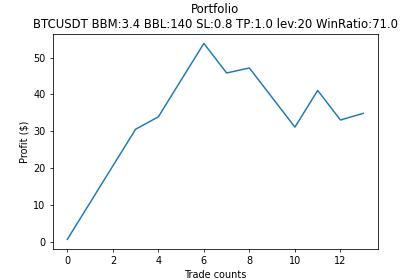 Portfolio
BTCUSDT BBM:3.4 BBL:140 SL:0.8 TP:1.0 lev:20 WinRatio:71.0
Profit ($)
50
40
30
20
10
0
0 2 4 6 8 10 12
Trade counts